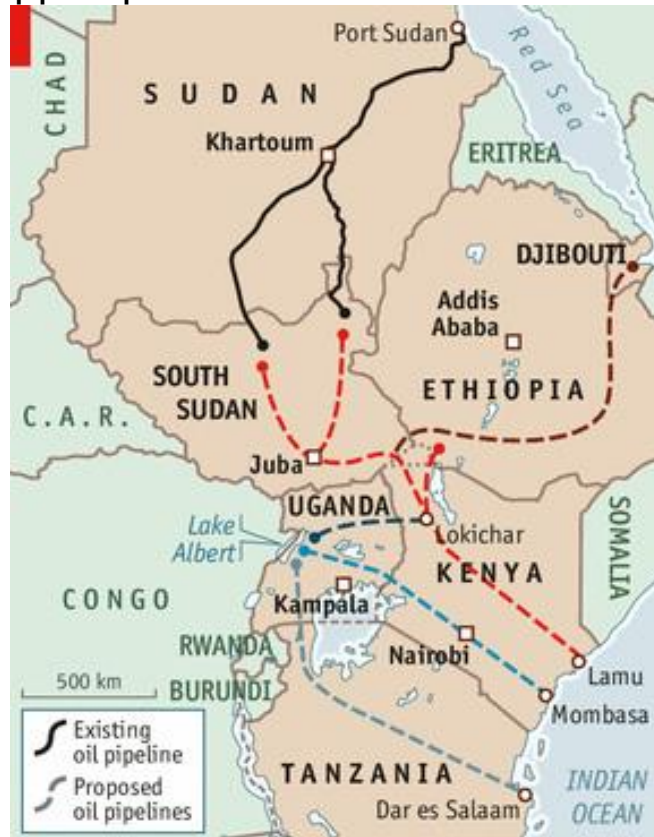 Port Sudan
Red Sea
CHAD
SUDAN
Khartoum
ERITREA
DJIBOUTI
Addis
Ababa
ETHIOPIA
SOUTH
SUDAN
C.A.R.
Juba
UGANDA
Lake
Albert
Lokichar
SOMALIA
KENYA
CONGO
Kampala
RWANDA
Nairobi
500 km
BURUNDI
Lamu
Mombasa
Existing
oil pipeline
Proposed
oil pipelines
TANZANIA
Dar es Salaam
INDIAN
OCEAN